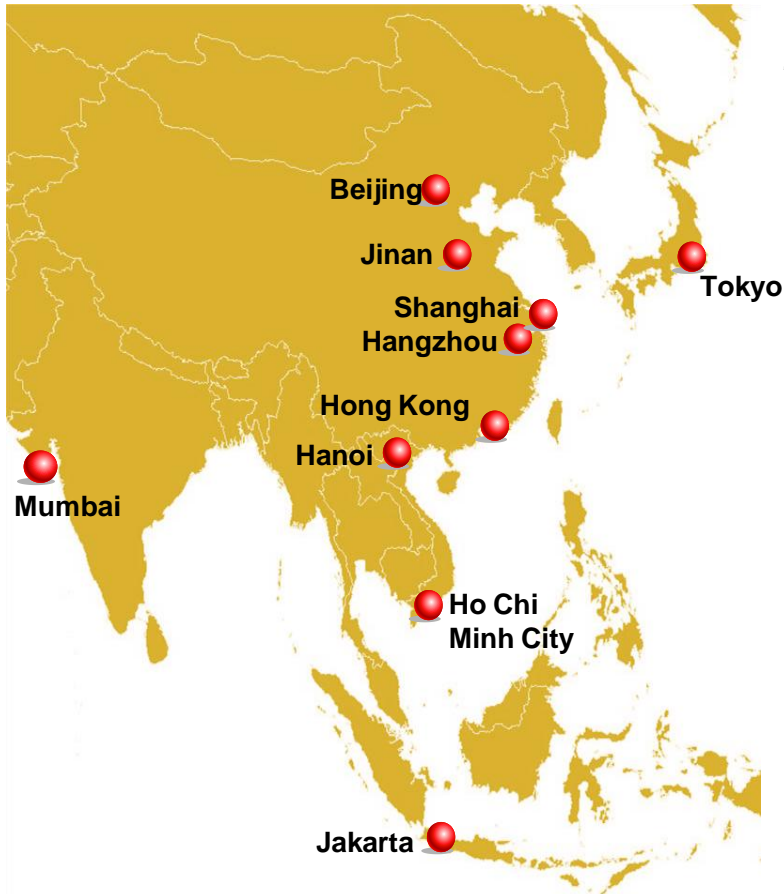 Beijing
Jinan
Tokyo
Shanghai
Hangzhou
Hong Kong
Hanoi
Mumbai
Ho Chi
Minh City
Jakarta